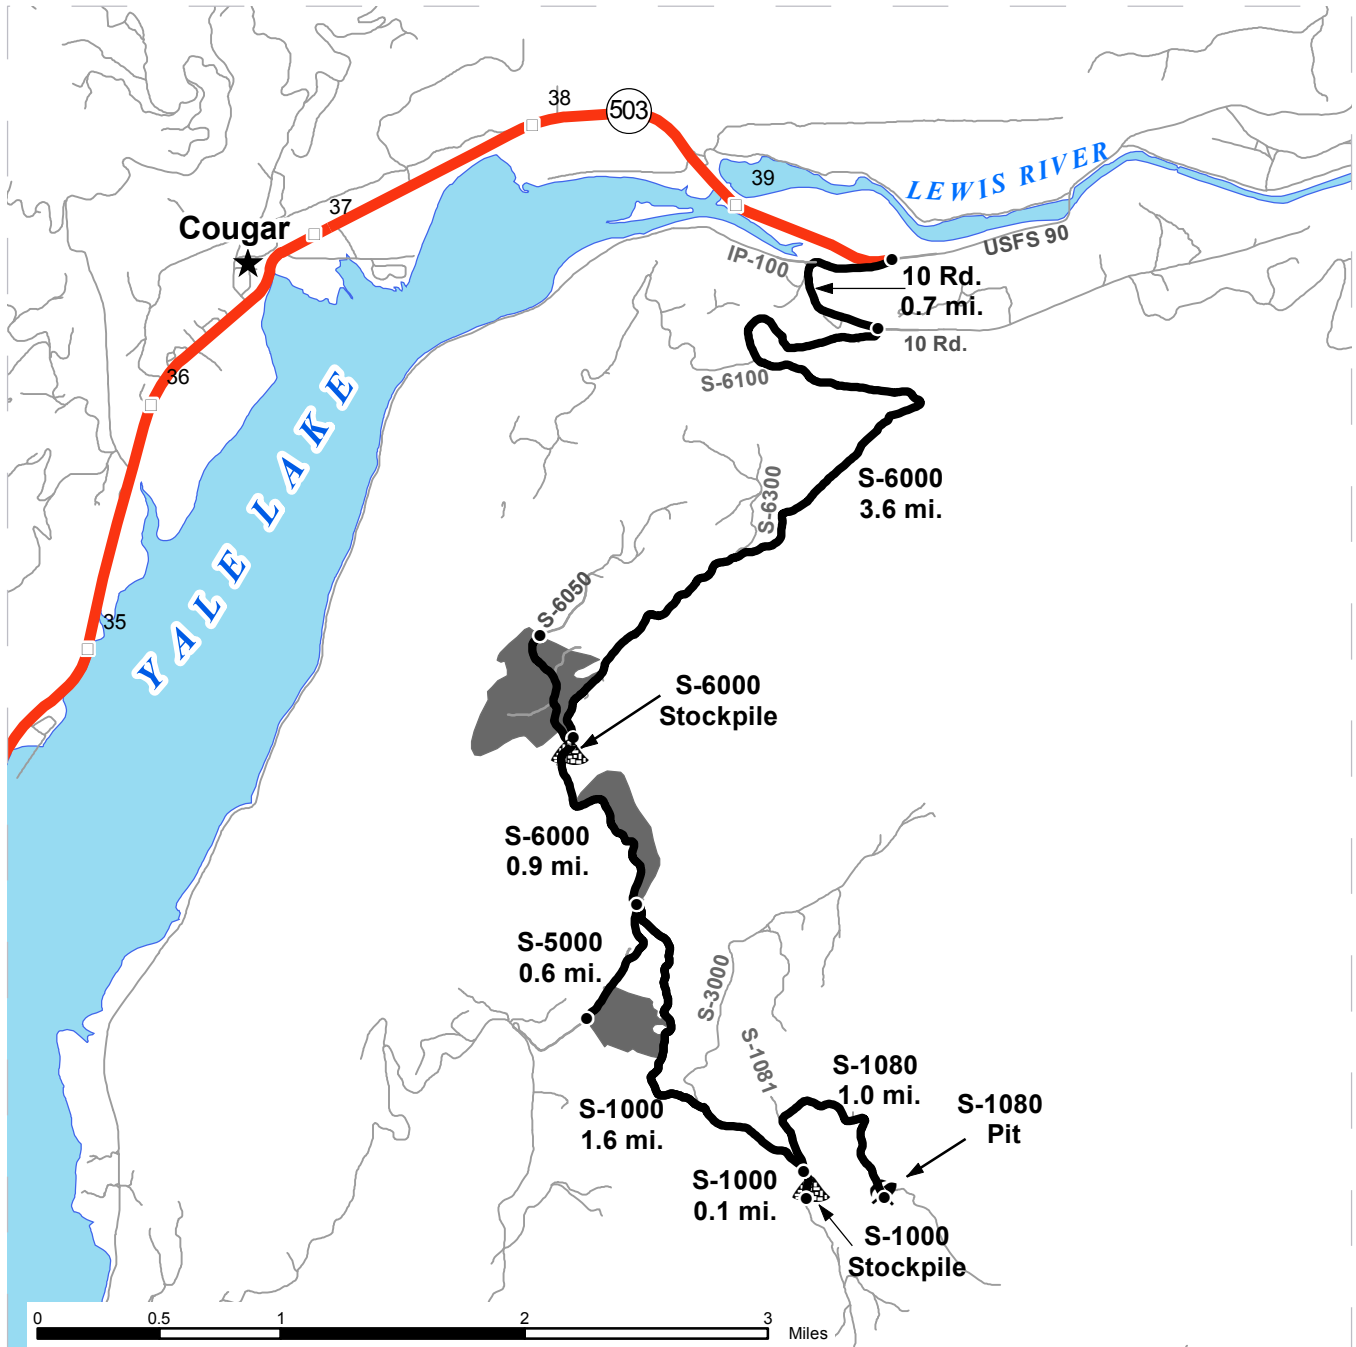 38
503
39
LEWIS RIVER
37
Cougar
USFS 90
IP-100
10 Rd.
0.7 mi.
10 Rd.
36
S-6100
YALE LAKE
S-6000
3.6 mi.
S-6300
S-6050
35
S-6000
Stockpile
S-6000
0.9 mi.
S-5000
0.6 mi.
S-3000
S-1081
S-1080
1.0 mi.
S-1080
Pit
S-1000
1.6 mi.
S-1000
0.1 mi.
S-1000
Stockpile
0 0.5 1 2 3
Miles